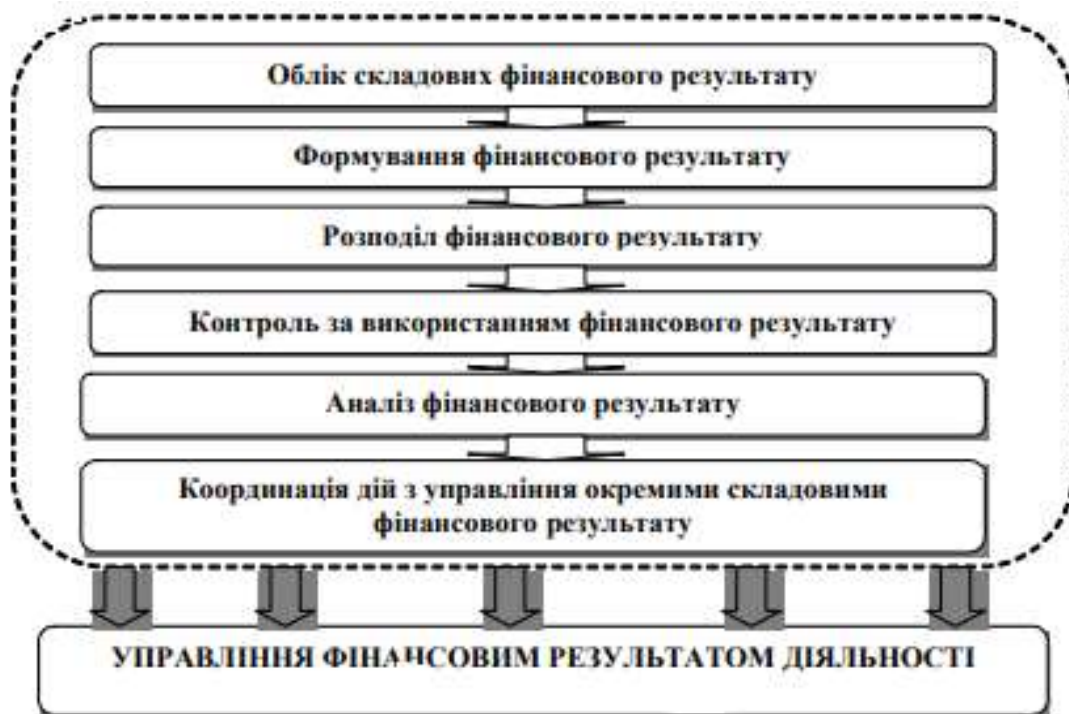 Облік складових фінансового результату
Формування фінансового результату
Розподіл фінансового результату
Контроль за використанням фінансового результату
Аналіз фінансового результату
Координація дій з управління окремими складовими
фінансового результату
УПРАВЛІННЯ ФІНАНСОВИМ РЕЗУЛЬТАТОМ ДІЯЛЬНОСТІ